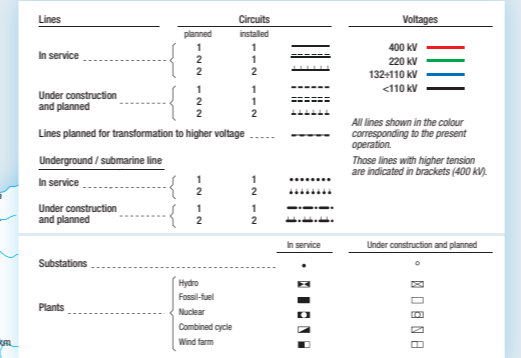 Lines Circuits Voltages
planned installed
In service
1 1
2 1
2 2
400 kV
220 kV
132÷110 kV
<110 kV
Under construction
and planned
1 1
2 1
2 2
Lines planned for transformation to higher voltage
All lines shown in the colour
corresponding to the present
operation.
Those lines with higher tension
are indicated in brackets (400 kV).
Underground / submarine line
In service
1 1
2 2
Under construction
and planned
1 1
2 2
In service Under construction and planned
Substations
Plants
Hydro
Fossil-fuel
Nuclear
Combined cycle
Wind farm